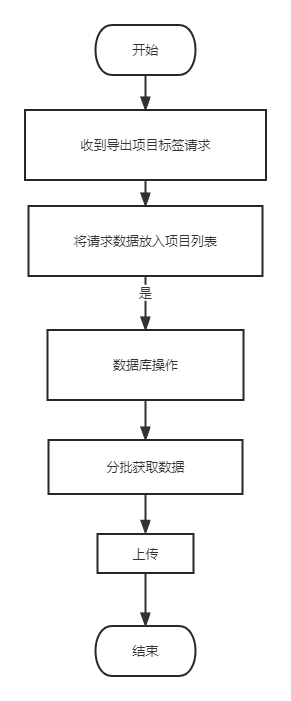 开始
收到导出项目标签请求
将请求数据放入项目列表
是
数据库操作
分批获取数据
上传
结束